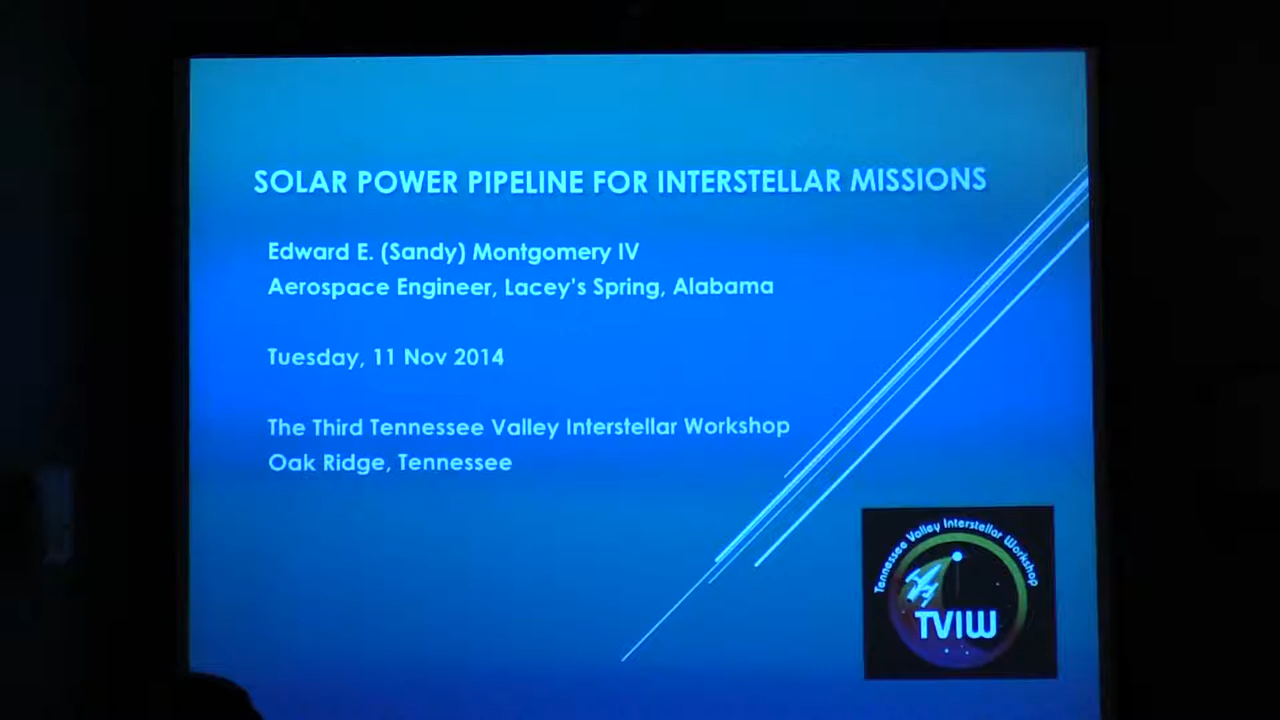 SOLAR POWER PIPELINE FOR INTERSTELLAR MISSIONS
Edward E. (Sandy) Montgomery IV
Aerospace Engineer, Lacey's Spring, Alabama
Tuesday, 11 Nov 2014
The Third Tennessee Valley Interstellar Workshop
Oak Ridge, Tennessee
Tennessee Valley Interstellar Workshop
TVIW